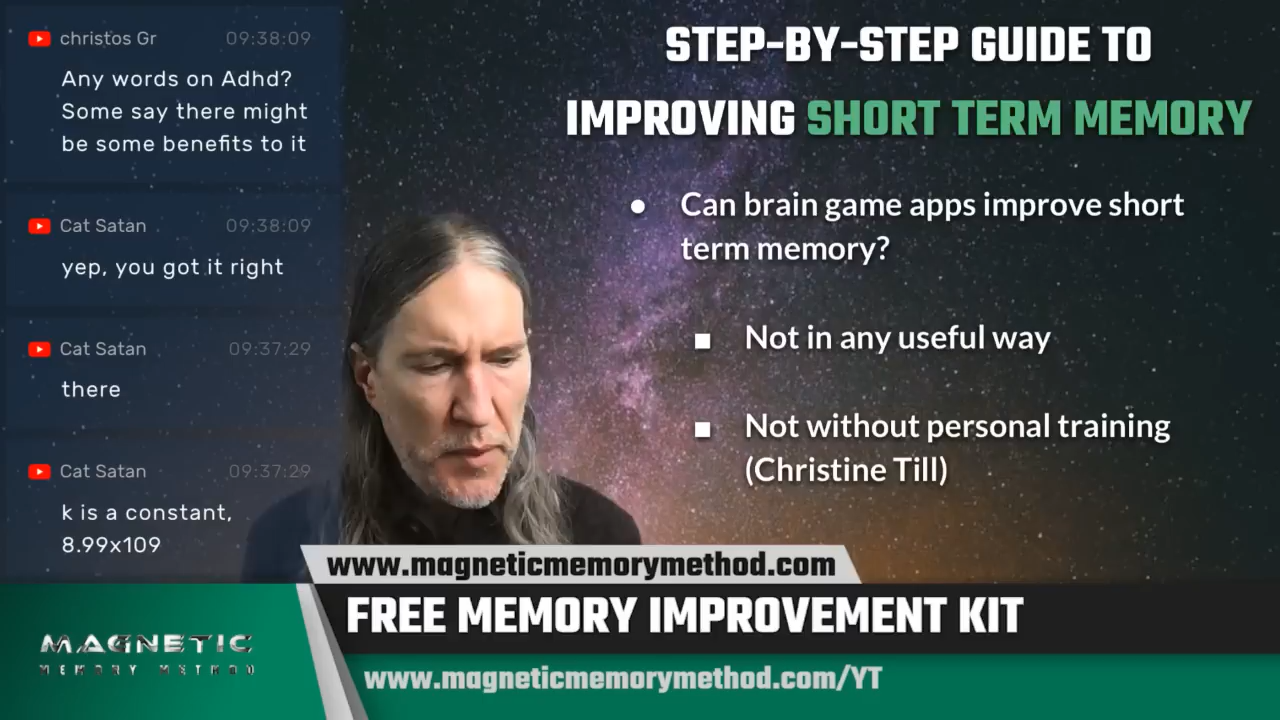 christos Gr 09:38:09
Any words on Adhd?
Some say there might
be some benefits to it
Cat Satan 09:38:09
yep, you got it right
Cat Satan 09:37:29
there
Cat Satan 09:37:29
k is a constant,
8.99x109
STEP-BY-STEP GUIDE TO
IMPROVING SHORT TERM MEMORY
Can brain game apps improve short
term memory?
Not in any useful way
Not without personal training
(Christine Till)
www.magneticmemorymethod.com
FREE MEMORY IMPROVEMENT KIT
www.magneticmemorymethod.com/YT
MAGNETIC
MEMORY METHOD